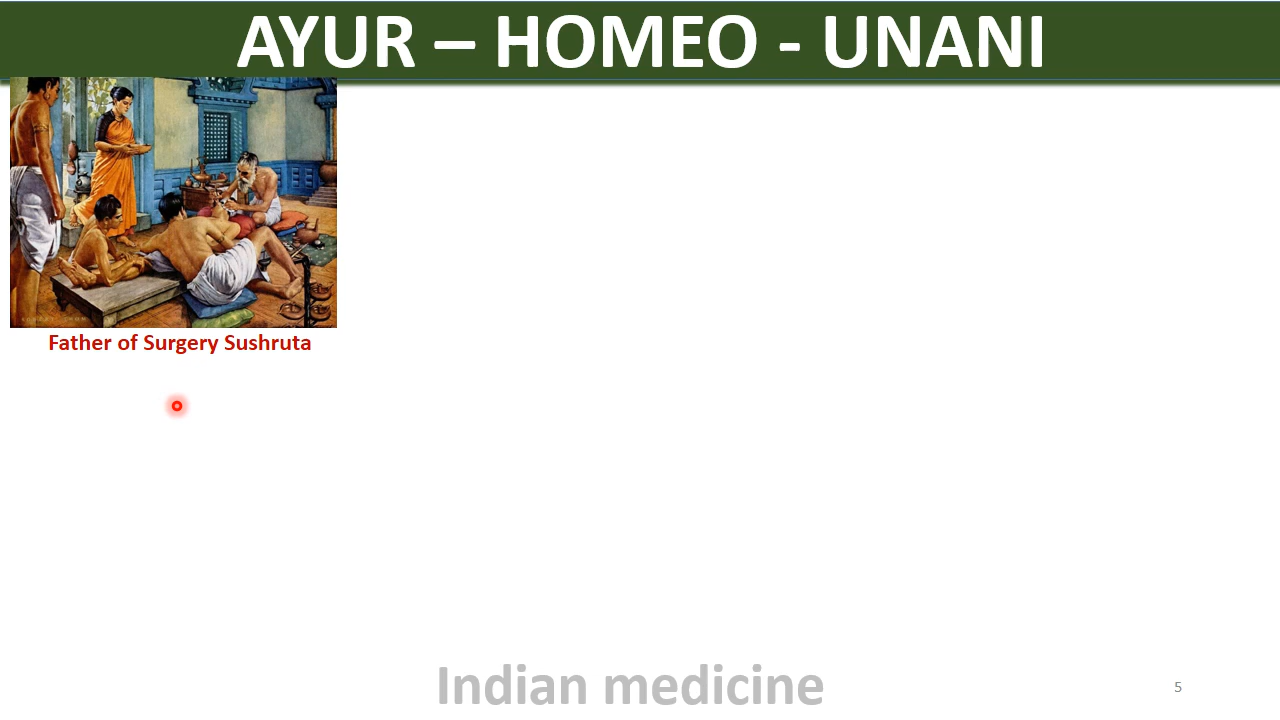 AYUR – HOMEO - UNANI
Father of Surgery Sushruta
Indian medicine
5